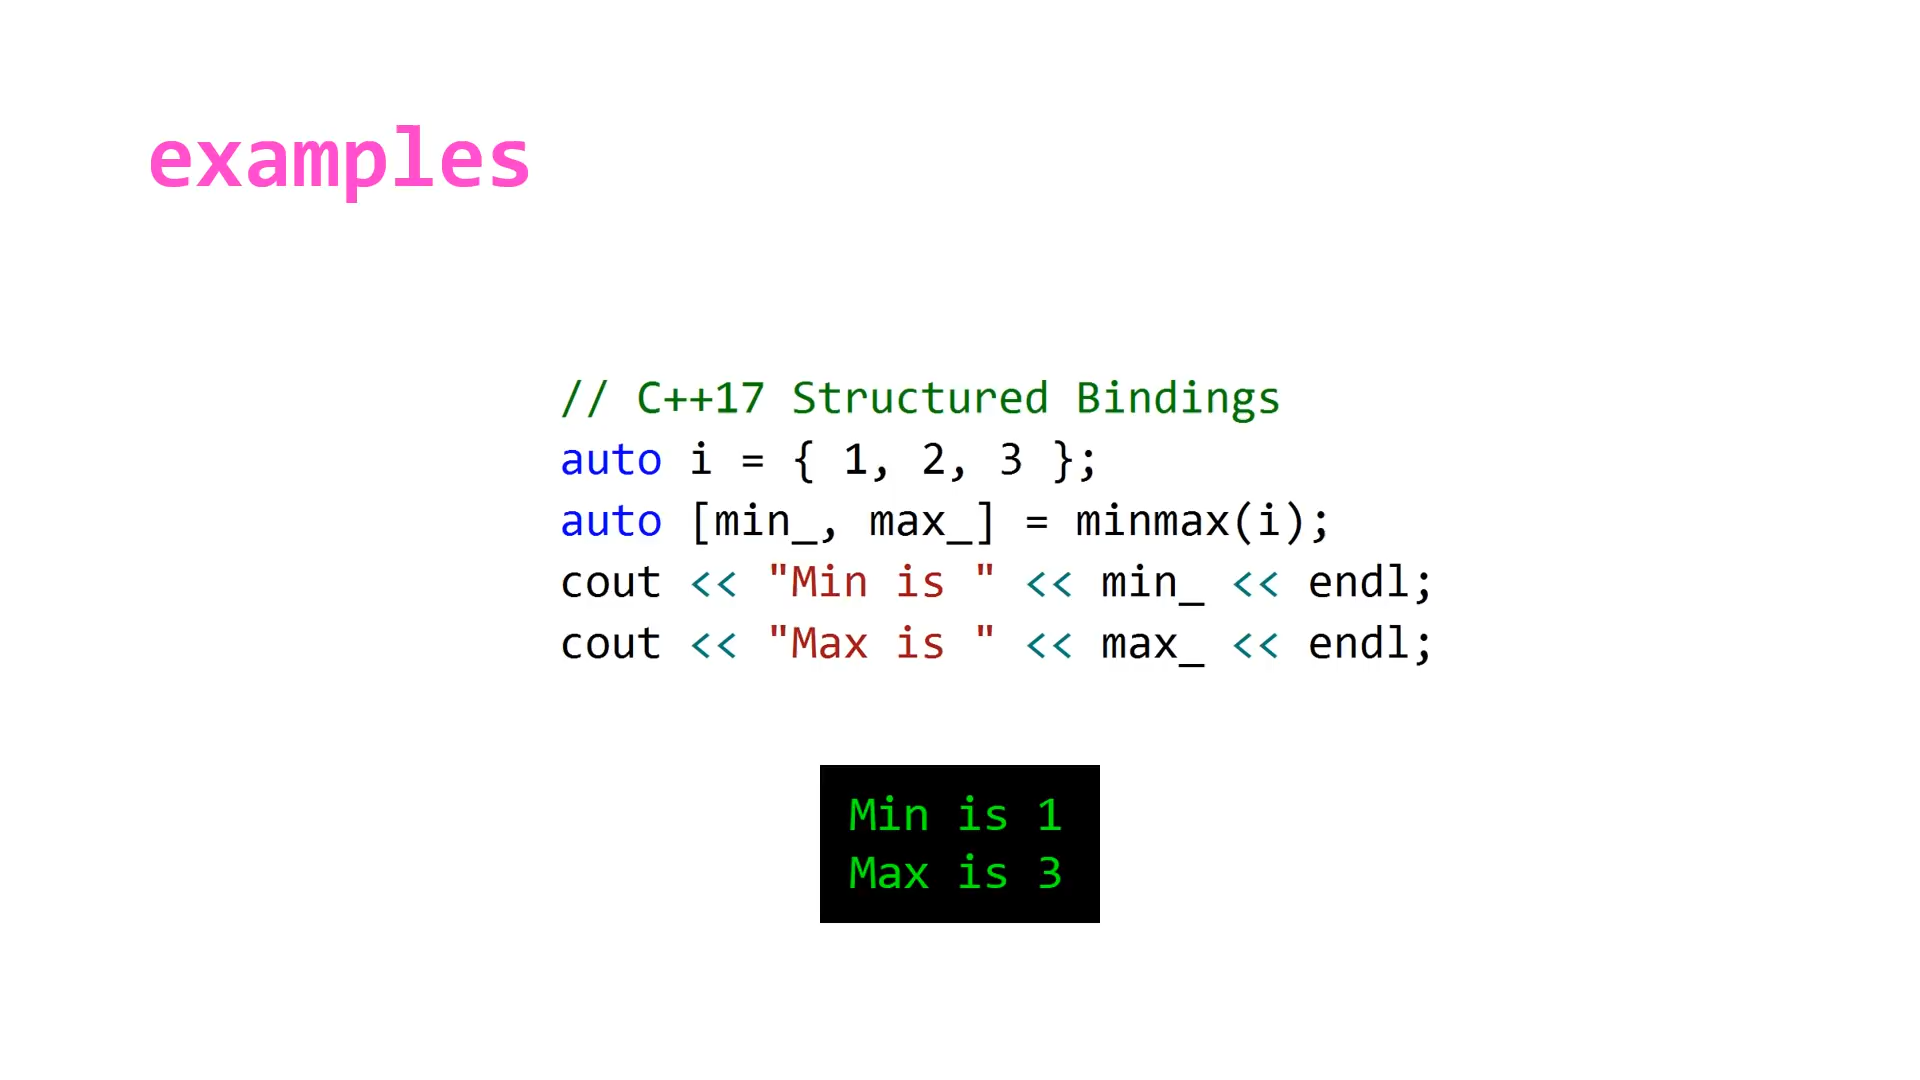 examples
// C++17 Structured Bindings
auto i = { 1, 2, 3 };
auto [min_, max_] = minmax(i);
cout << "Min is " << min_ << endl;
cout << "Max is " << max_ << endl;
Min is 1
Max is 3